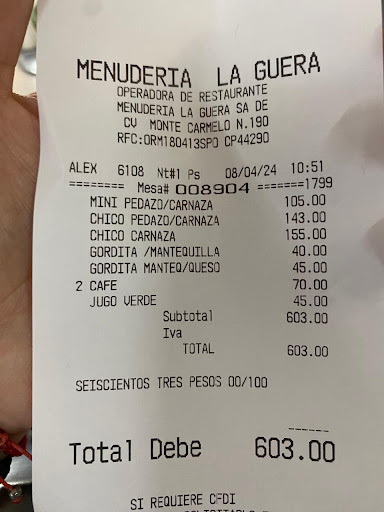 MENUDERIA LA GUERA
OPERADORA DE RESTAURANTE
MENUDERIA LA GUERA SA DE
CV MONTE CARMELO N.190
RFC:ORM180413SP0 CP44290
ALEX 6108 Nt#1 Ps 08/04/24 10:51
======== Mesa# 008904 =======1799
MINI PEDAZO/CARNAZA 105.00
CHICO PEDAZO/CARNAZA 143.00
CHICO CARNAZA 155.00
GORDITA /MANTEQUILLA 40.00
GORDITA MANTEQ/QUESO 45.00
2 CAFE 70.00
JUGO VERDE 45.00
Subtotal 603.00
Iva
TOTAL 603.00
SEISCIENTOS TRES PESOS 00/100
------
Total Debe 603.00
SI REQUIERE CFDI